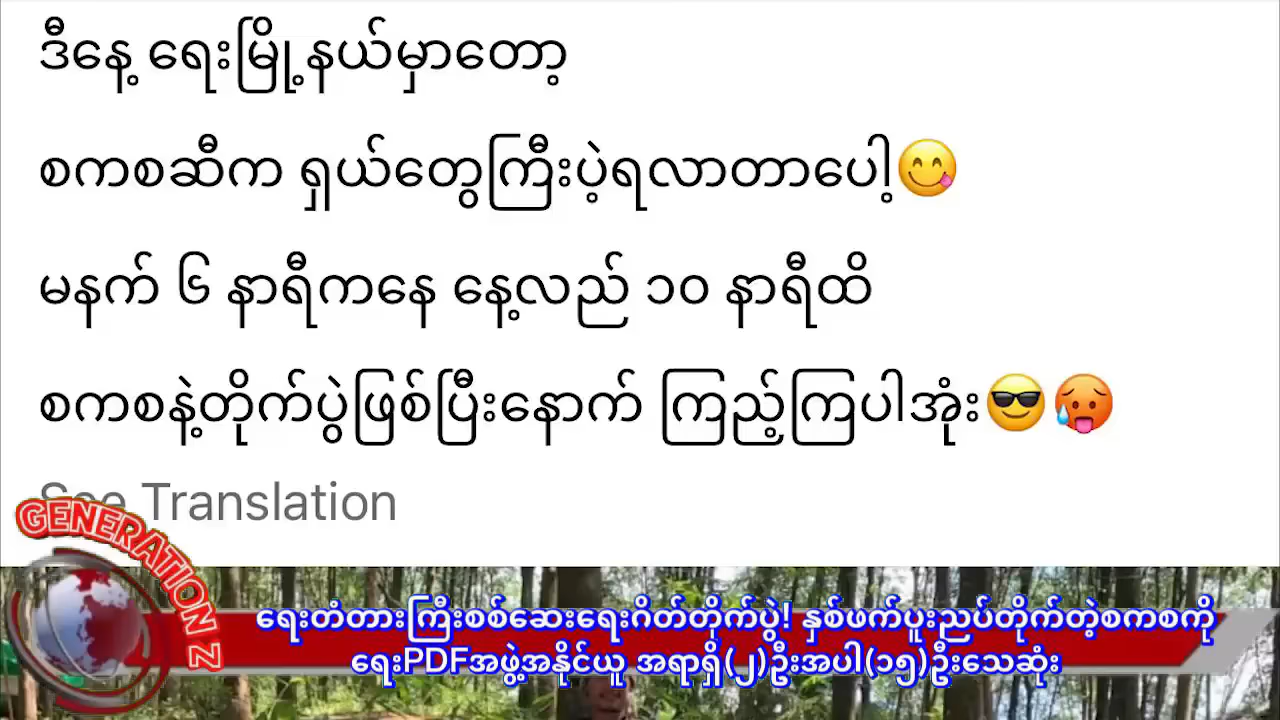 ဒီနေ့ ရေးမြို့နယ်မှာတော့
စကစဆီက ရှယ်တွေကြီးပဲ့ရလာတာပေါ့😋
မနက် ၆ နာရီကနေ နေ့လည် ၁၀ နာရီထိ
စကစနဲ့တိုက်ပွဲဖြစ်ပြီးနောက် ကြည့်ကြပါအုံး😎🥵
See Translation
GENERATION Z
ရေးတံတားကြီးစစ်ဆေးရေးဂိတ်တိုက်ပွဲ! နှစ်ဖက်ပူးညပ်တိုက်တဲ့စကစကို
ရေးPDFအဖွဲ့အနိုင်ယူ အရာရှိ(၂)ဦးအပါ(၁၅)ဦးသေဆုံး